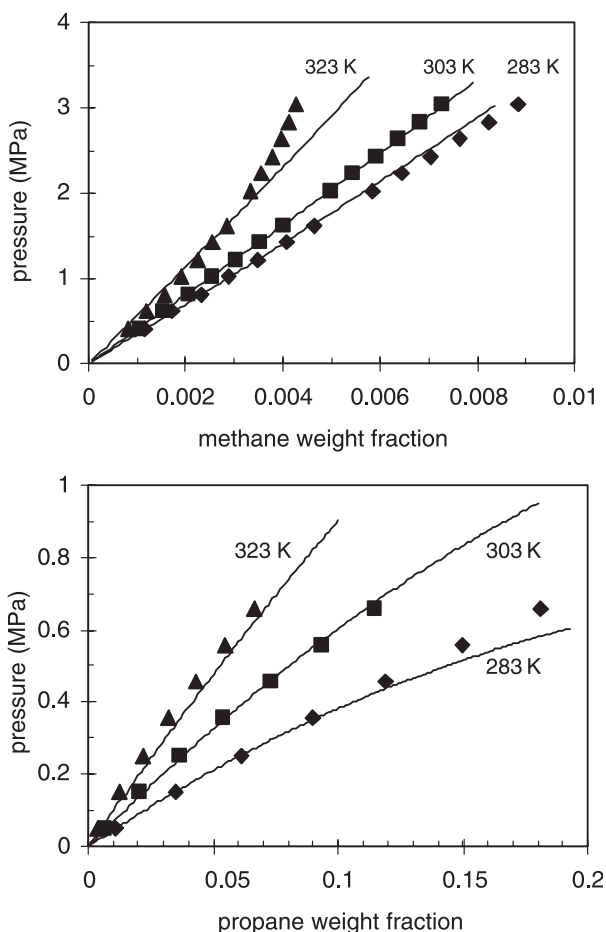 4
323 K
303 K
283 K
3
2
1
0
pressure (MPa)
0
0.002
0.004
0.006
0.008
0.01
methane weight fraction
1
323 K
0.8
303 K
0.6
283 K
0.4
0.2
0
pressure (MPa)
0
0.05
0.1
0.15
0.2
propane weight fraction